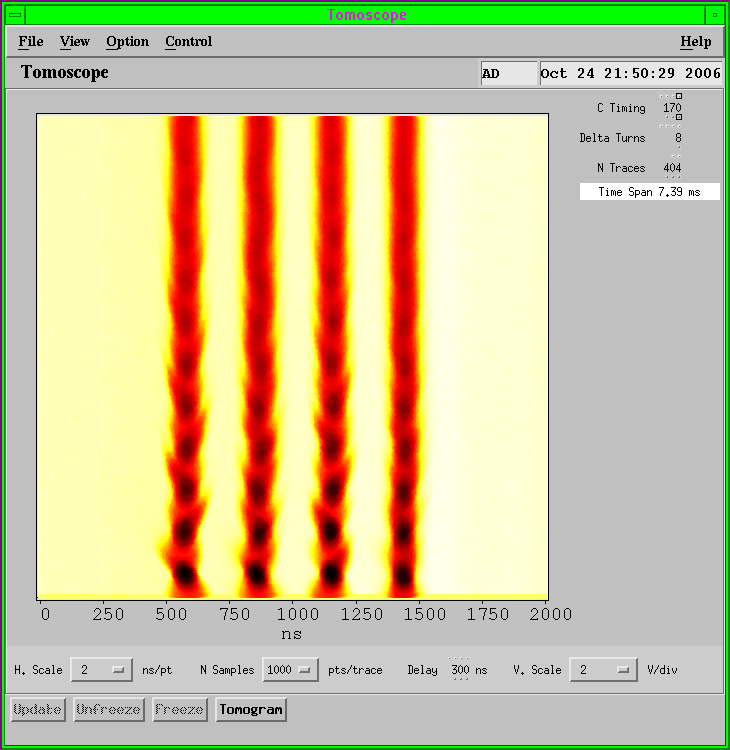 Tomoscope
File View Option Control Help
Tomoscope AD Oct 24 21:50:29 2006
C Timing 170
Delta Turns 8
N Traces 404
Time Span 7.39 ms
0 250 500 750 1000 1250 1500 1750 2000
ns
H. Scale 2 ns/pt N Samples 1000 pts/trace Delay 300 ns V. Scale 2 V/div
Update Unfreeze Freeze Tomogram